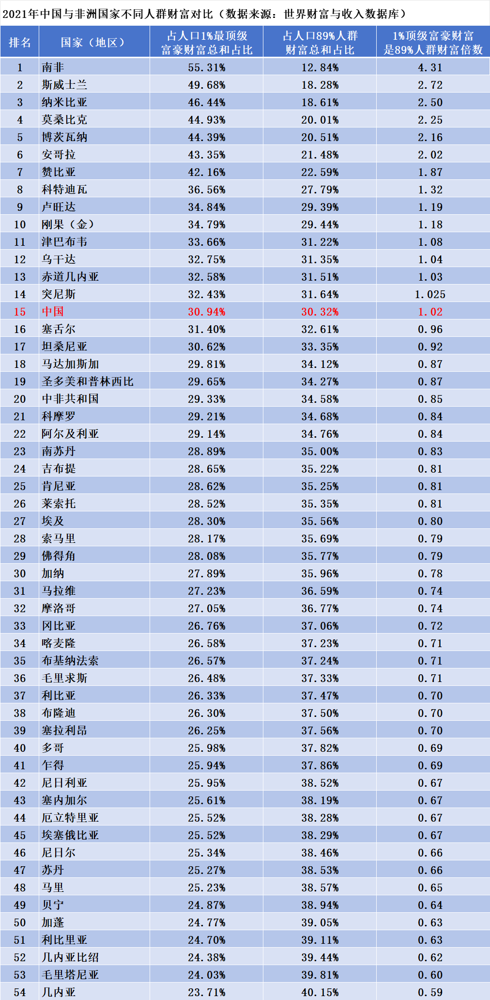 2021年中国与非洲国家不同人群财富对比（数据来源：世界财富与收入数据库）
排名 国家（地区） 占人口1%最顶级富豪财富总和占比 占人口89%人群财富总和占比 1%顶级富豪财富是89%人群财富倍数
1 南非 55.31% 12.84% 4.31
2 斯威士兰 49.68% 18.28% 2.72
3 纳米比亚 46.44% 18.61% 2.50
4 莫桑比克 44.93% 20.01% 2.25
5 博茨瓦纳 44.39% 20.51% 2.16
6 安哥拉 43.35% 21.48% 2.02
7 赞比亚 42.16% 22.59% 1.87
8 科特迪瓦 36.56% 27.79% 1.32
9 卢旺达 34.84% 29.39% 1.19
10 刚果（金） 34.79% 29.44% 1.18
11 津巴布韦 33.66% 31.22% 1.08
12 乌干达 32.75% 31.35% 1.04
13 赤道几内亚 32.58% 31.51% 1.03
14 突尼斯 32.43% 31.64% 1.025
15 中国 30.94% 30.32% 1.02
16 塞舌尔 31.40% 32.61% 0.96
17 坦桑尼亚 30.62% 33.35% 0.92
18 马达加斯加 29.81% 34.12% 0.87
19 圣多美和普林西比 29.65% 34.27% 0.87
20 中非共和国 29.33% 34.58% 0.85
21 科摩罗 29.21% 34.68% 0.84
22 阿尔及利亚 29.14% 34.76% 0.84
23 南苏丹 28.89% 35.00% 0.83
24 吉布提 28.65% 35.22% 0.81
25 肯尼亚 28.62% 35.25% 0.81
26 莱索托 28.52% 35.35% 0.81
27 埃及 28.30% 35.56% 0.80
28 索马里 28.17% 35.69% 0.79
29 佛得角 28.08% 35.77% 0.79
30 加纳 27.89% 35.96% 0.78
31 马拉维 27.23% 36.59% 0.74
32 摩洛哥 27.05% 36.77% 0.74
33 冈比亚 26.76% 37.06% 0.72
34 喀麦隆 26.58% 37.23% 0.71
35 布基纳法索 26.57% 37.24% 0.71
36 毛里求斯 26.48% 37.33% 0.71
37 利比亚 26.33% 37.47% 0.70
38 布隆迪 26.30% 37.50% 0.70
39 塞拉利昂 26.25% 37.56% 0.70
40 多哥 25.98% 37.82% 0.69
41 乍得 25.94% 37.86% 0.69
42 尼日利亚 25.95% 38.52% 0.67
43 塞内加尔 25.61% 38.19% 0.67
44 厄立特里亚 25.52% 38.28% 0.67
45 埃塞俄比亚 25.52% 38.29% 0.67
46 尼日尔 25.34% 38.46% 0.66
47 苏丹 25.27% 38.53% 0.66
48 马里 25.23% 38.57% 0.65
49 贝宁 24.87% 38.94% 0.64
50 加蓬 24.77% 39.05% 0.63
51 利比里亚 24.70% 39.11% 0.63
52 几内亚比绍 24.38% 39.44% 0.62
53 毛里塔尼亚 24.03% 39.81% 0.60
54 几内亚 23.71% 40.15% 0.59